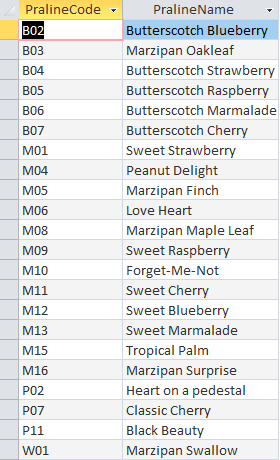 PralineCode PralineName
B02 Butterscotch Blueberry
B03 Marzipan Oakleaf
B04 Butterscotch Strawberry
B05 Butterscotch Raspberry
B06 Butterscotch Marmalade
B07 Butterscotch Cherry
M01 Sweet Strawberry
M04 Peanut Delight
M05 Marzipan Finch
M06 Love Heart
M08 Marzipan Maple Leaf
M09 Sweet Raspberry
M10 Forget-Me-Not
M11 Sweet Cherry
M12 Sweet Blueberry
M13 Sweet Marmalade
M15 Tropical Palm
M16 Marzipan Surprise
P02 Heart on a pedestal
P07 Classic Cherry
P11 Black Beauty
W01 Marzipan Swallow